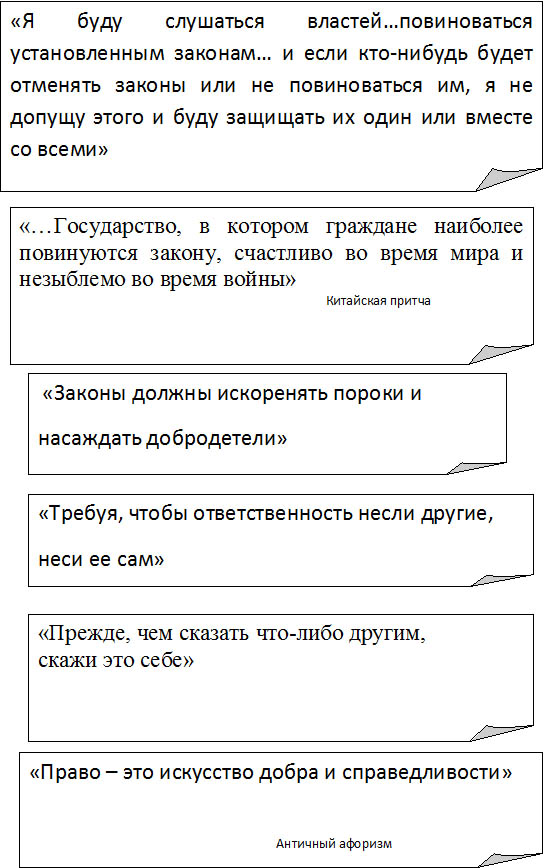 «Я буду слушаться властей…повиноваться
установленным законам… и если кто-нибудь будет
отменять законы или не повиноваться им, я не
допущу этого и буду защищать их один или вместе
со всеми»
«…Государство, в котором граждане наиболее
повинуются закону, счастливо во время мира и
незыблемо во время войны»
Китайская притча
«Законы должны искоренять пороки и
насаждать добродетели»
«Требуя, чтобы ответственность несли другие,
неси ее сам»
«Прежде, чем сказать что-либо другим,
скажи это себе»
«Право – это искусство добра и справедливости»
Античный афоризм